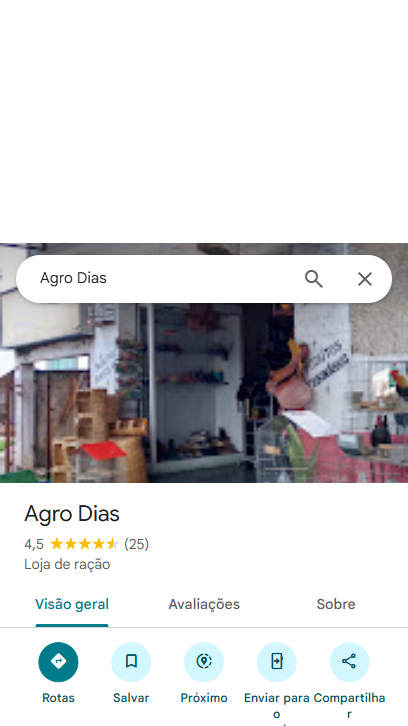 Agro Dias
Agro Dias
4,5 (25)
Loja de ração
Visão geral Avaliações Sobre
Rotas Salvar Próximo Enviar para o Compartilhar